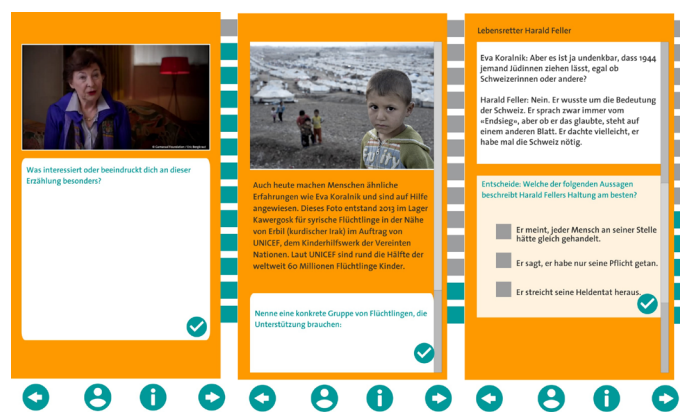 © Gamaraal Foundation / Eric Bergkraut
Was interessiert oder beeindruckt dich an dieser
Erzählung besonders?
Auch heute machen Menschen ähnliche
Erfahrungen wie Eva Koralnik und sind auf Hilfe
angewiesen. Dieses Foto entstand 2013 im Lager
Kawergosk für syrische Flüchtlinge in der Nähe
von Erbil (kurdischer Irak) im Auftrag von
UNICEF, dem Kinderhilfswerk der Vereinten
Nationen. Laut UNICEF sind rund die Hälfte der
weltweit 60 Millionen Flüchtlinge Kinder.
Nenne eine konkrete Gruppe von Flüchtlingen, die
Unterstützung brauchen:
Lebensretter Harald Feller
Eva Koralnik: Aber es ist ja undenkbar, dass 1944
jemand Jüdinnen ziehen lässt, egal ob
Schweizerinnen oder andere?
Harald Feller: Nein. Er wusste um die Bedeutung
der Schweiz. Er sprach zwar immer vom
«Endsieg», aber ob er das glaubte, steht auf
einem anderen Blatt. Er dachte vielleicht, er
habe mal die Schweiz nötig.
Entscheide: Welche der folgenden Aussagen
beschreibt Harald Fellers Haltung am besten?
Er meint, jeder Mensch an seiner Stelle
hätte gleich gehandelt.
Er sagt, er habe nur seine Pflicht getan.
Er streicht seine Heldentat heraus.